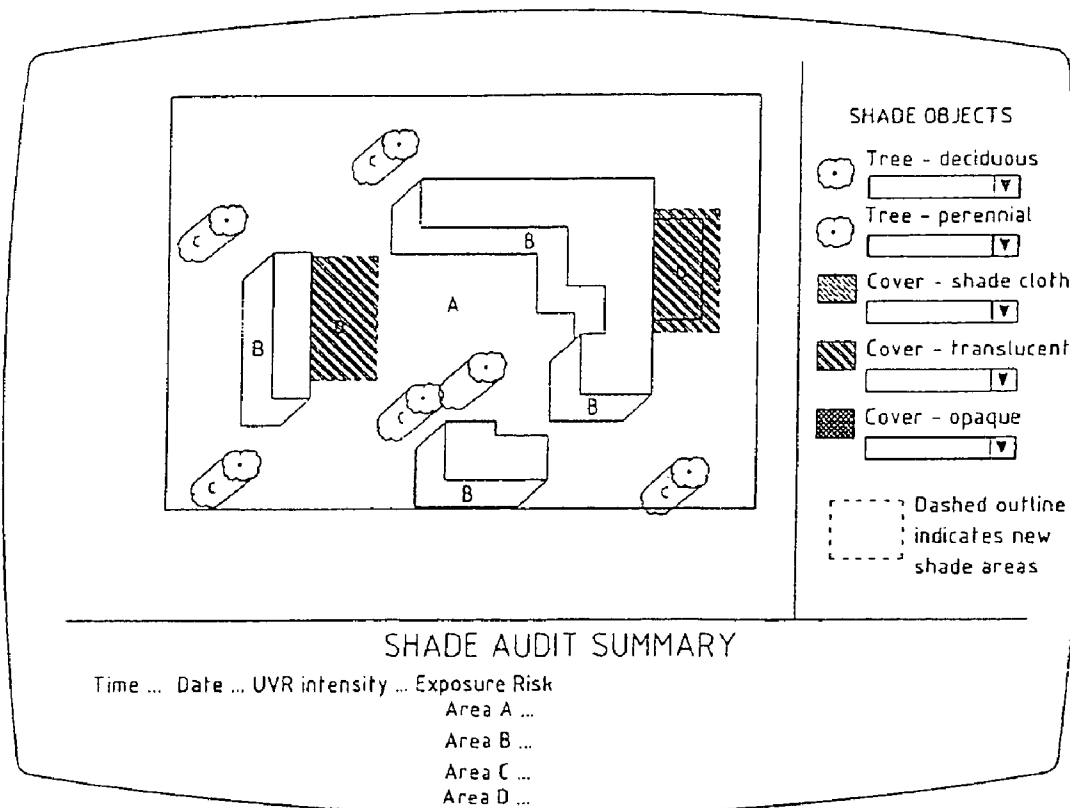 C
C
B
A
B
D
D
C
B
C
B
C
SHADE OBJECTS
Tree - deciduous
Tree - perennial
Cover - shade cloth
Cover - translucent
Cover - opaque
Dashed outline
indicates new
shade areas
SHADE AUDIT SUMMARY
Time ... Date ... UVR intensity ... Exposure Risk
Area A ...
Area B ...
Area C ...
Area D ...